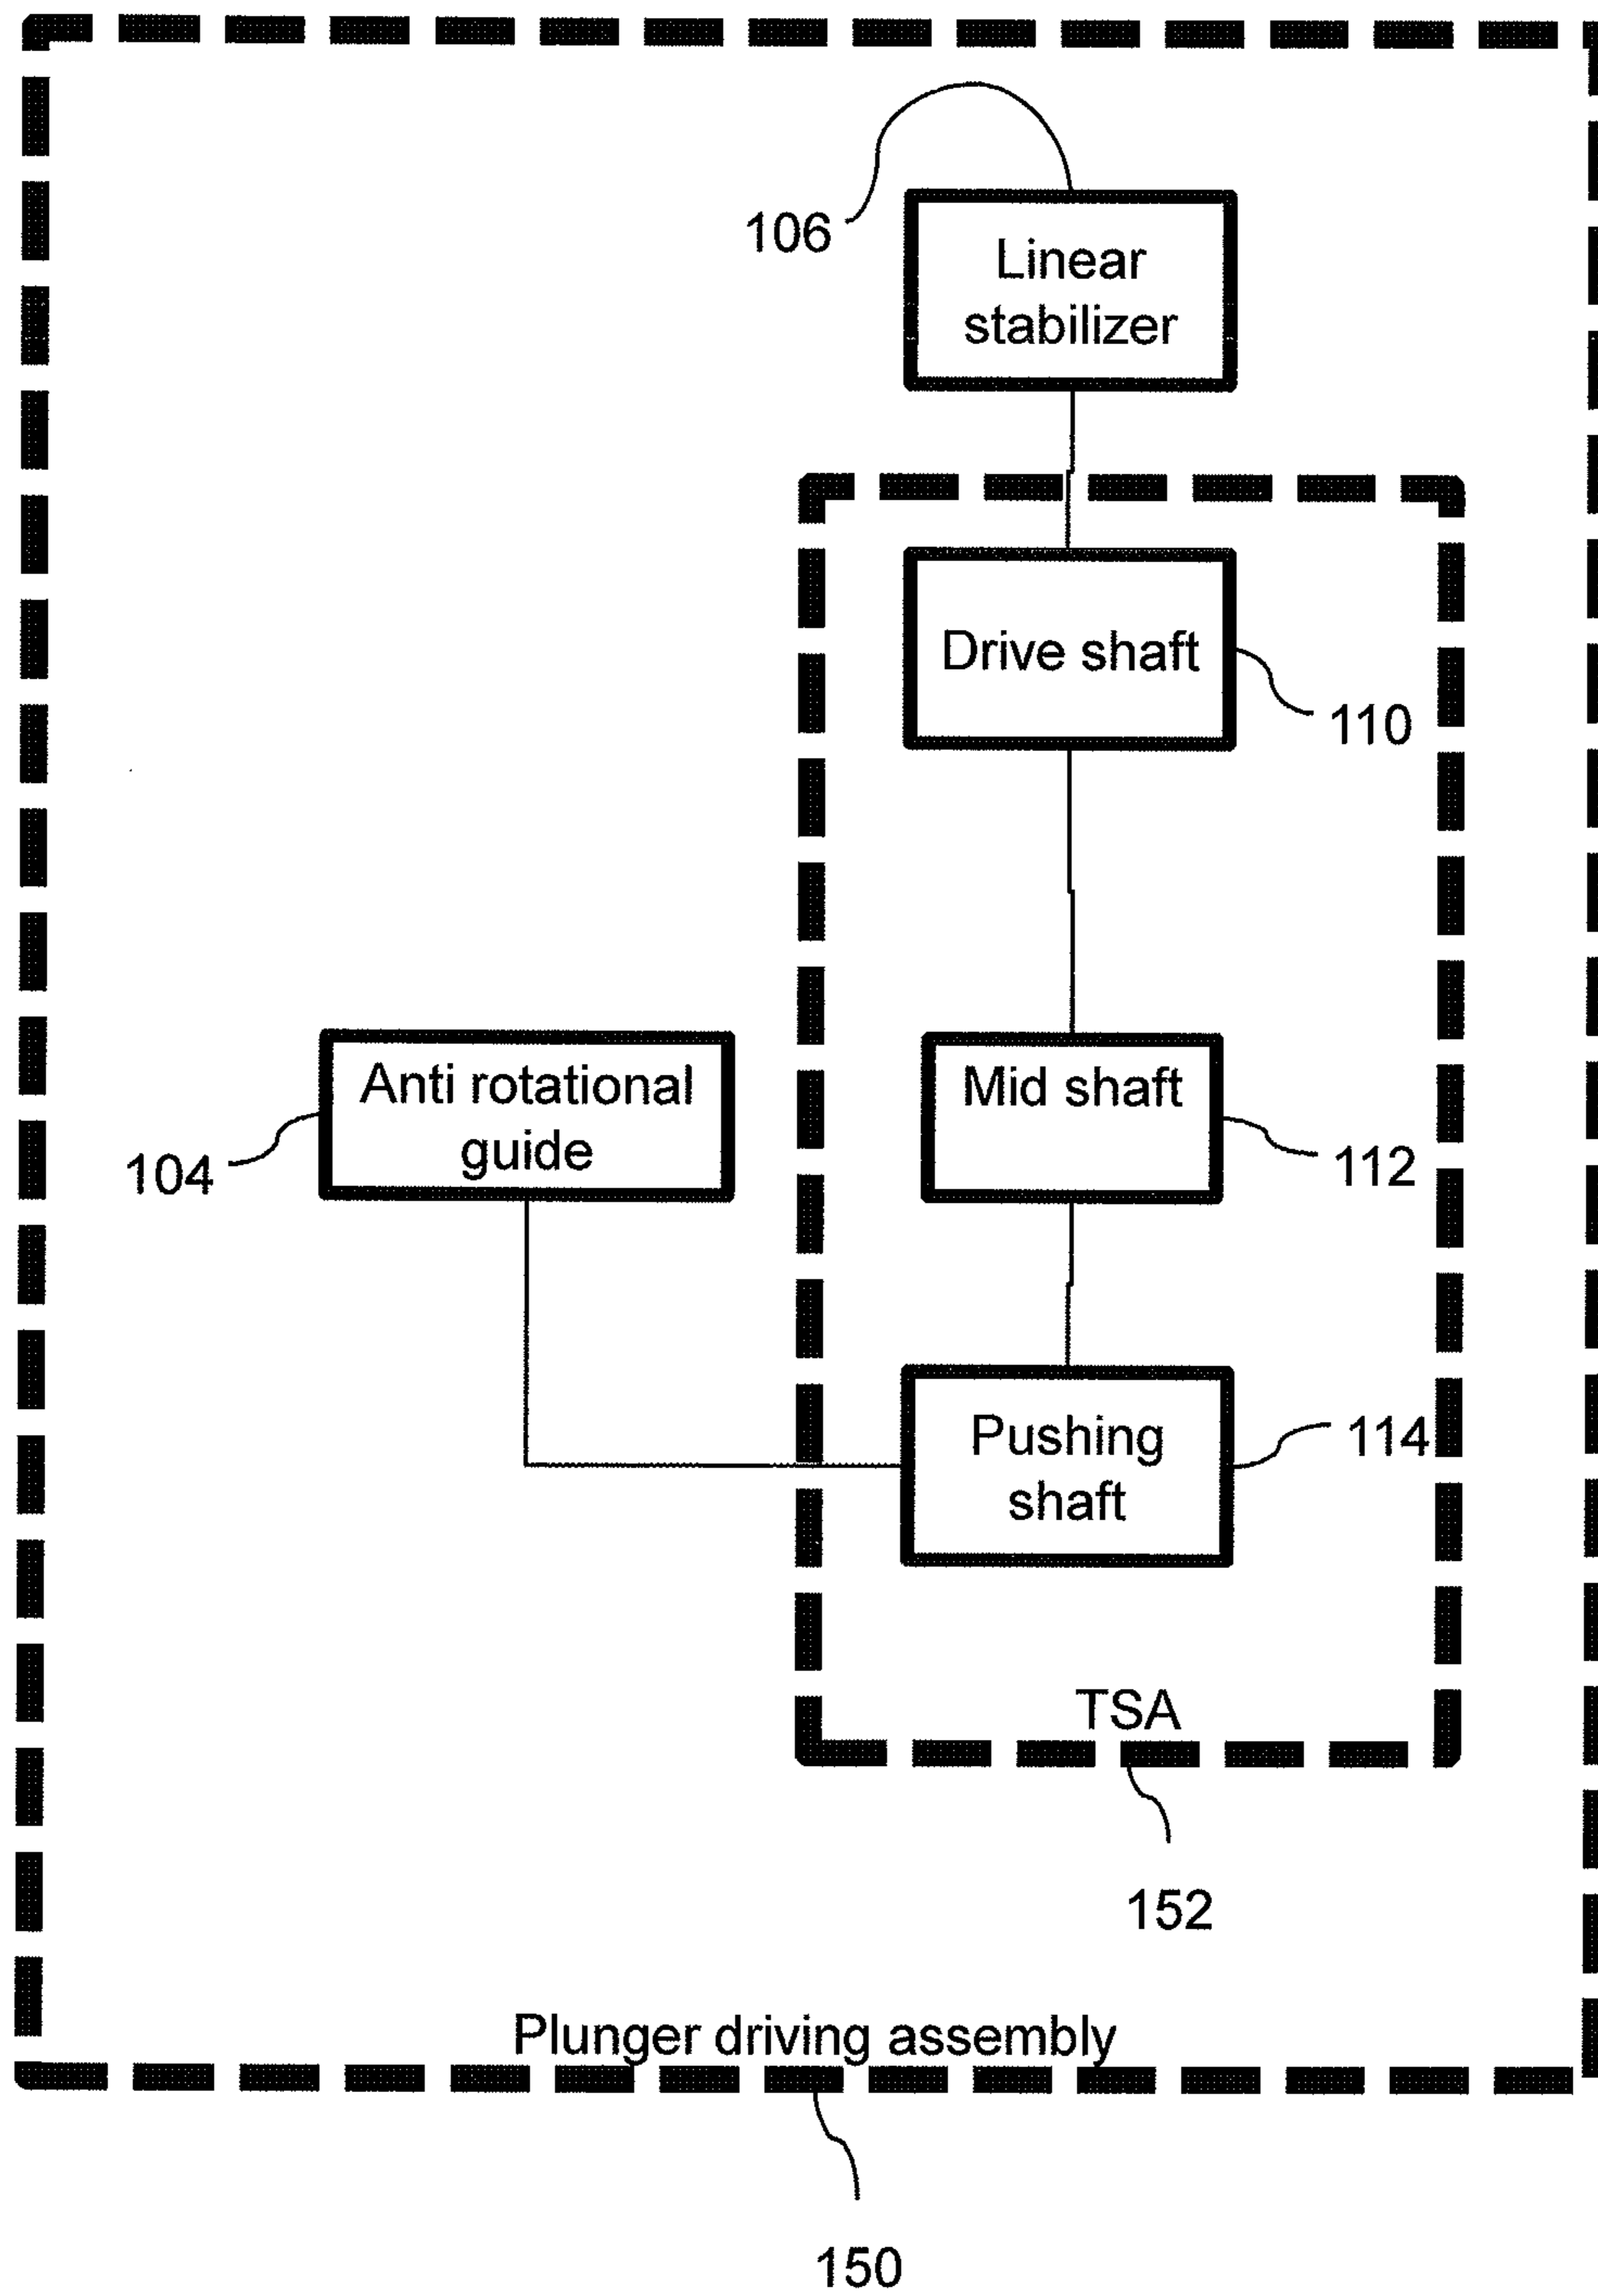 106
Linear
stabilizer
Drive shaft
110
Anti rotational
guide
104
Mid shaft
112
Pushing
shaft
114
TSA
152
Plunger driving assembly
150